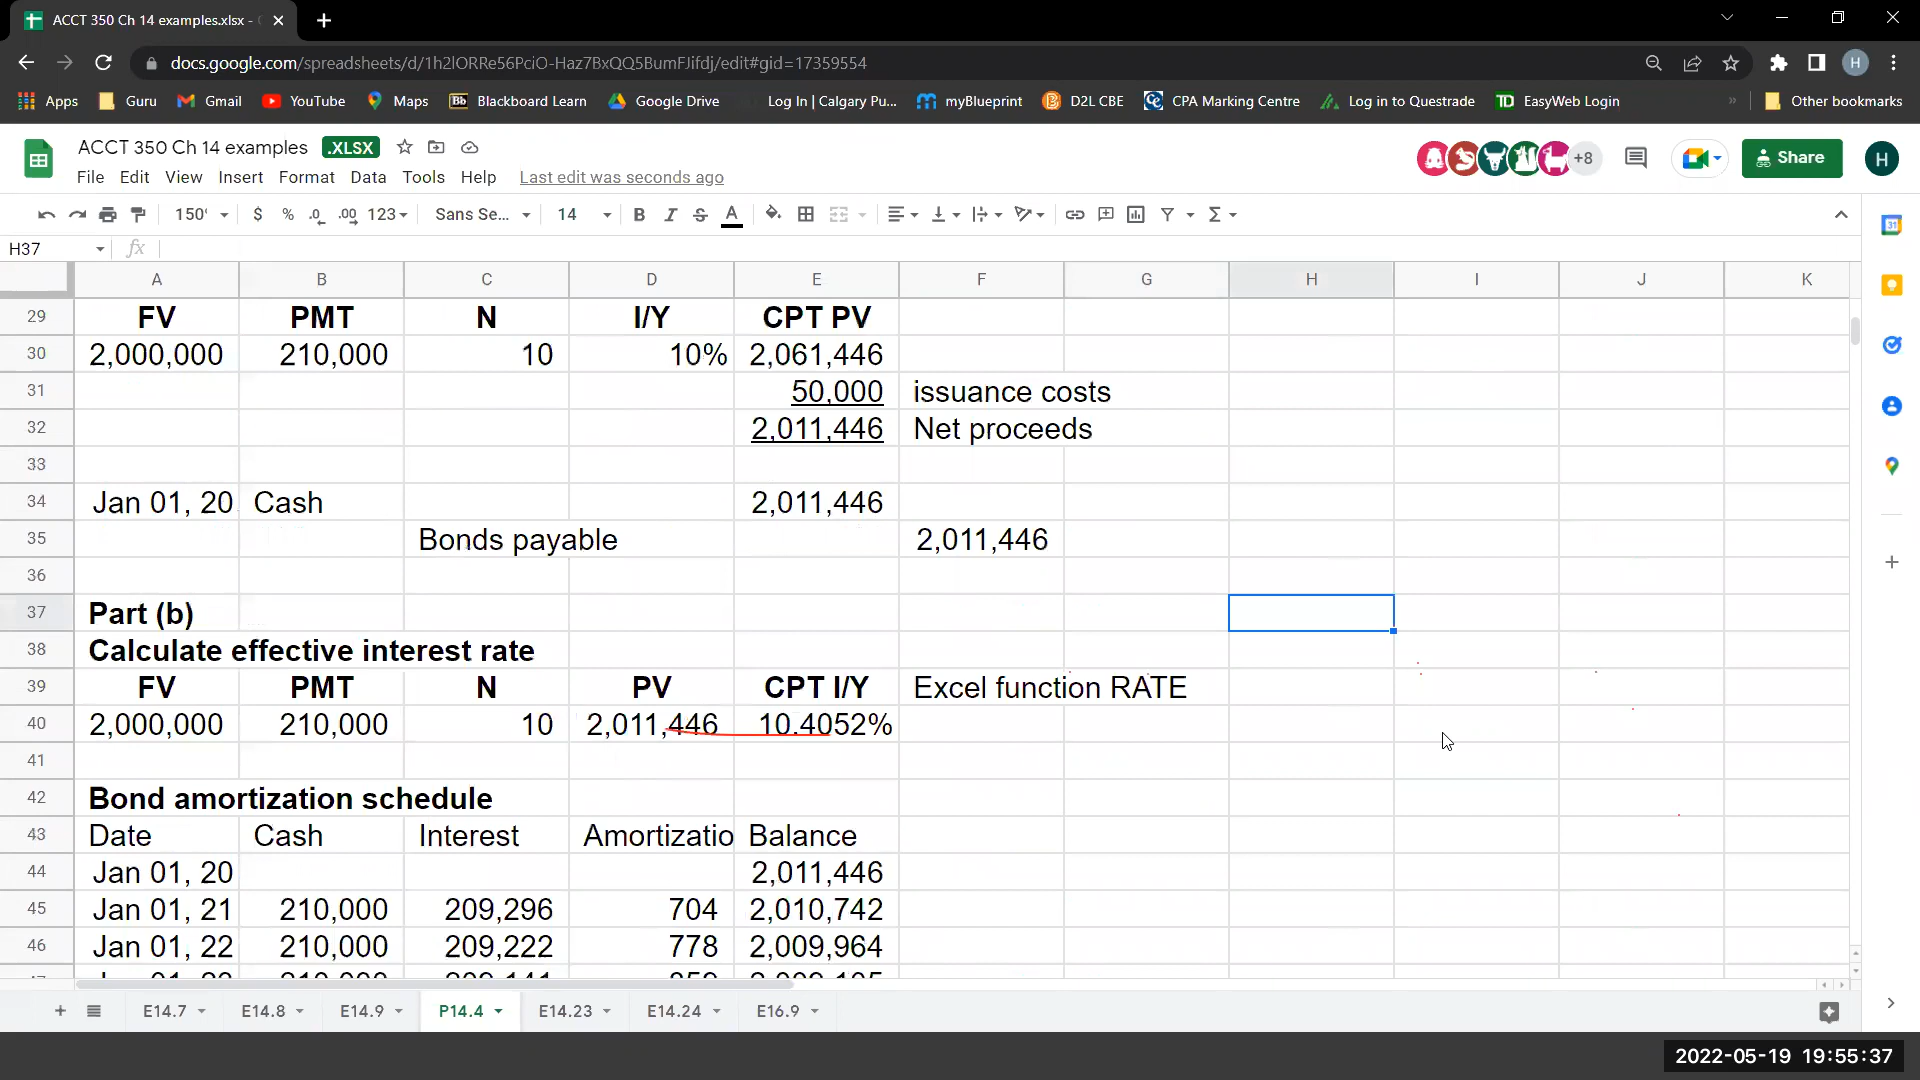 ACCT 350 Ch 14 examples.xlsx -
docs.google.com/spreadsheets/d/1h2lORRe56PciO-Haz7BxQQ5BumFJifdj/edit#gid=17359554
H
Apps Guru Gmail YouTube Maps Bb Blackboard Learn Google Drive Log In | Calgary Pu... myBlueprint D2L CBE CPA Marking Centre Log in to Questrade TD EasyWeb Login » Other bookmarks
ACCT 350 Ch 14 examples .XLSX +8 Share H
File Edit View Insert Format Data Tools Help Last edit was seconds ago
150% $ % .0 .00 123 Sans Se... 14 B I S A Σ
H37 fx
A B C D E F G H I J K
29 FV PMT N I/Y CPT PV
30 2,000,000 210,000 10 10% 2,061,446
31 50,000 issuance costs
32 2,011,446 Net proceeds
33
34 Jan 01, 20 Cash 2,011,446
35 Bonds payable 2,011,446
36
37 Part (b)
38 Calculate effective interest rate
39 FV PMT N PV CPT I/Y Excel function RATE
40 2,000,000 210,000 10 2,011,446 10.4052%
41
42 Bond amortization schedule
43 Date Cash Interest Amortizatio Balance
44 Jan 01, 20 2,011,446
45 Jan 01, 21 210,000 209,296 704 2,010,742
46 Jan 01, 22 210,000 209,222 778 2,009,964
E14.7 E14.8 E14.9 P14.4 E14.23 E14.24 E16.9
2022-05-19 19:55:37